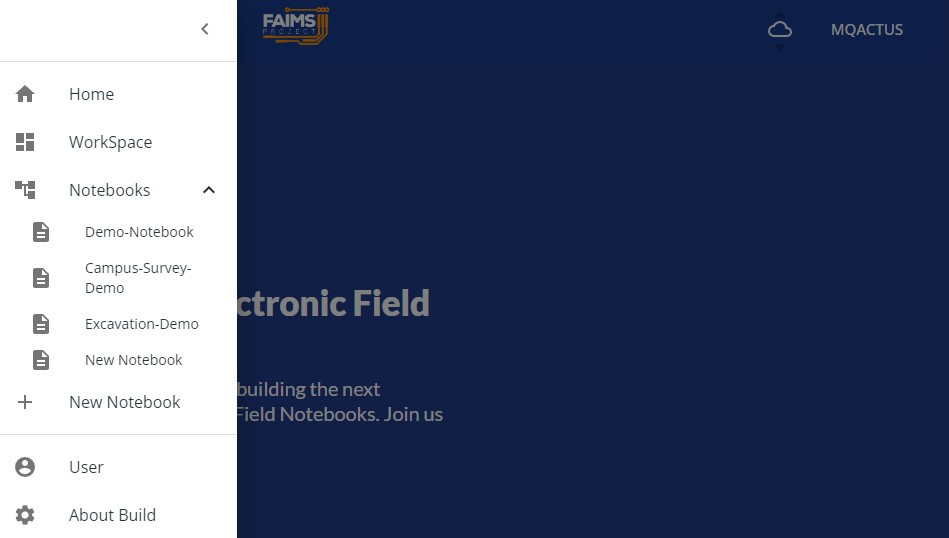 FAIMS
PROJECT
MQACTUS
Home
WorkSpace
Notebooks
Demo-Notebook
Campus-Survey-
Demo
Excavation-Demo
New Notebook
New Notebook
User
About Build
ctronic Field
building the next
Field Notebooks. Join us